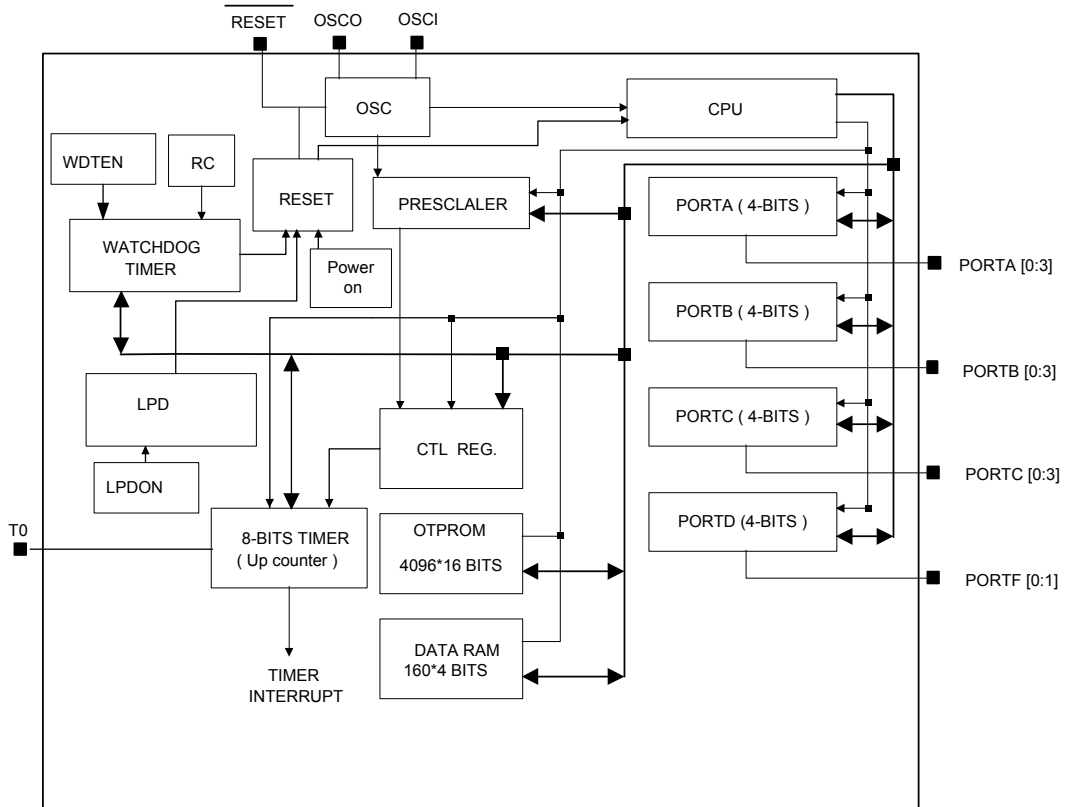 RESET
OSCO
OSCI
OSC
CPU
WDTEN
RC
RESET
PRESCLALER
PORTA ( 4-BITS )
WATCHDOG
TIMER
Power
on
PORTA [0:3]
PORTB ( 4-BITS )
PORTB [0:3]
LPD
PORTC ( 4-BITS )
CTL REG.
LPDON
PORTC [0:3]
T0
8-BITS TIMER
( Up counter )
OTPROM
4096*16 BITS
PORTD (4-BITS )
PORTF [0:1]
DATA RAM
160*4 BITS
TIMER
INTERRUPT